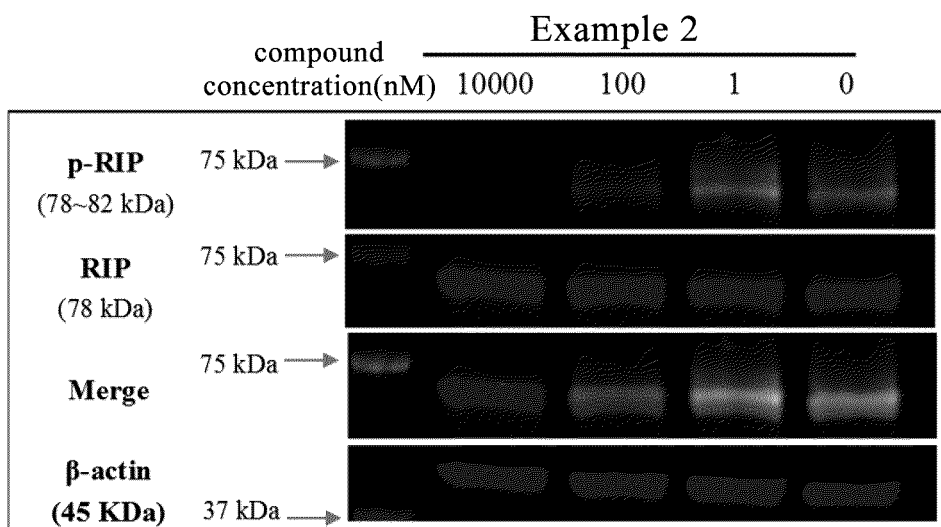 Example 2
compound
concentration(nM) 10000 100 1 0
p-RIP 75 kDa
(78~82 kDa)
RIP 75 kDa
(78 kDa)
Merge 75 kDa
β-actin
(45 KDa) 37 kDa